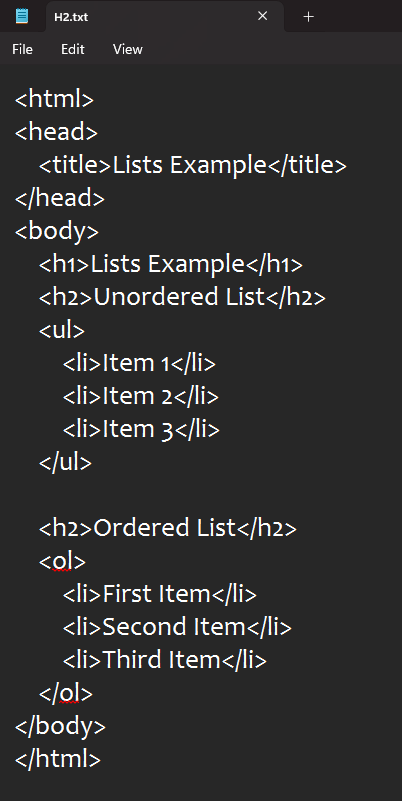 H2.txt
File Edit View
<html>
<head>
    <title>Lists Example</title>
</head>
<body>
    <h1>Lists Example</h1>
    <h2>Unordered List</h2>
    <ul>
        <li>Item 1</li>
        <li>Item 2</li>
        <li>Item 3</li>
    </ul>

    <h2>Ordered List</h2>
    <ol>
        <li>First Item</li>
        <li>Second Item</li>
        <li>Third Item</li>
    </ol>
</body>
</html>